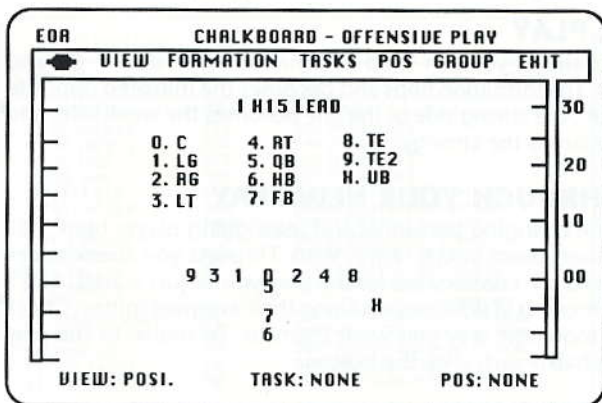 EOA CHALKBOARD - OFFENSIVE PLAY
VIEW FORMATION TASKS POS GROUP EXIT
I H15 LEAD
0. C 4. RT 8. TE
1. LG 5. QB 9. TE2
2. RG 6. HB X. UB
3. LT 7. FB
30
20
10
00
9 3 1 0 2 4 8
5
X
7
6
VIEW: POSI. TASK: NONE POS: NONE